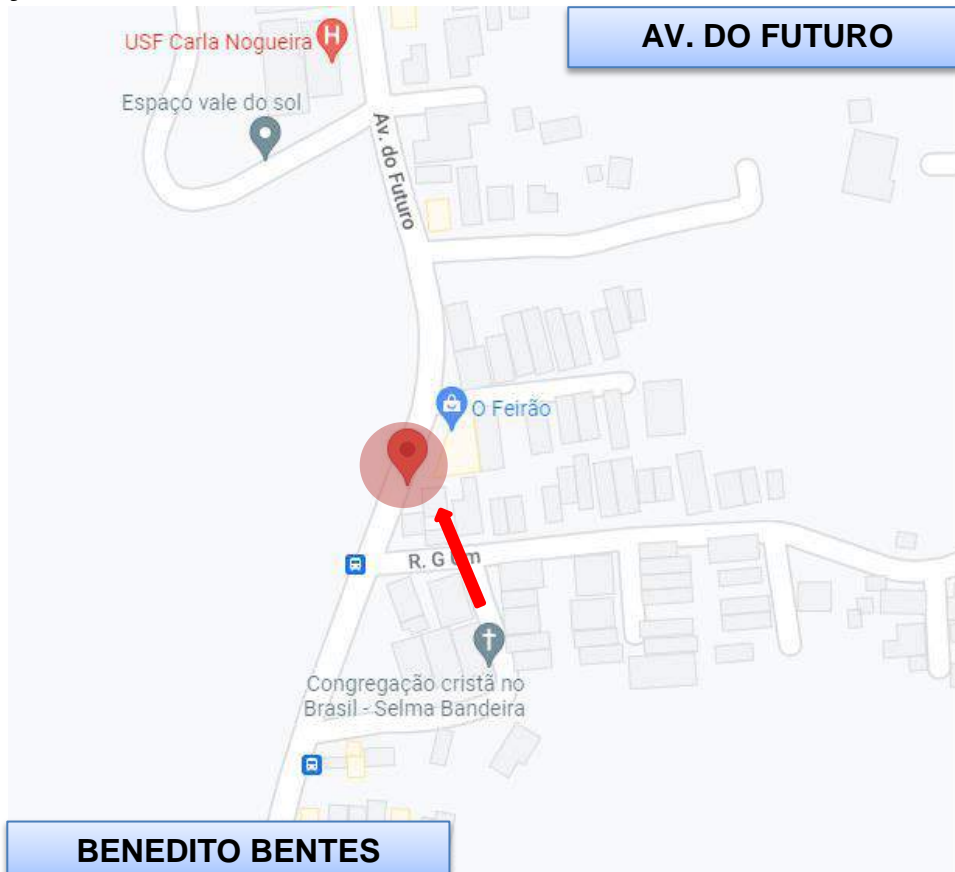 AV. DO FUTURO
USF Carla Nogueira
H
Espaço vale do sol
Av. do Futuro
O Feirão
R. G Um
Congregação cristã no
Brasil - Selma Bandeira
BENEDITO BENTES